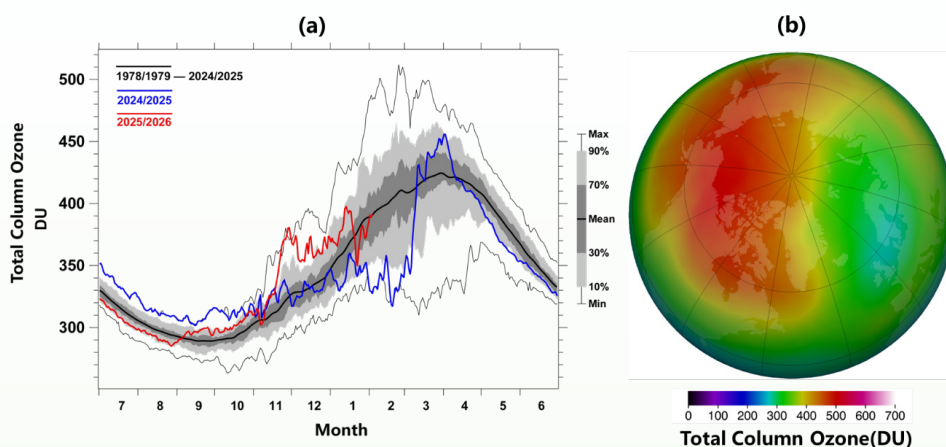 (a)
(b)
500
450
400
350
300
Total Column Ozone
DU
1978/1979 — 2024/2025
2024/2025
2025/2026
Max
90%
70%
Mean
30%
10%
Min
7 8 9 10 11 12 1 2 3 4 5 6
Month
0 100 200 300 400 500 600 700
Total Column Ozone(DU)